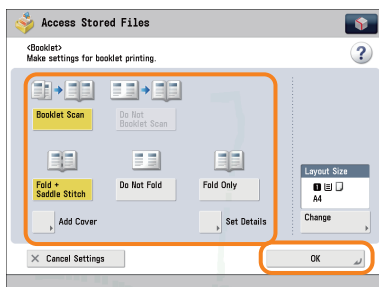 Access Stored Files
<Booklet>
Make settings for booklet printing.
?
Booklet Scan
Do Not
Booklet Scan
Fold +
Saddle Stitch
Do Not Fold
Fold Only
Add Cover
Set Details
Layout Size
1
A4
Change
Cancel Settings
OK